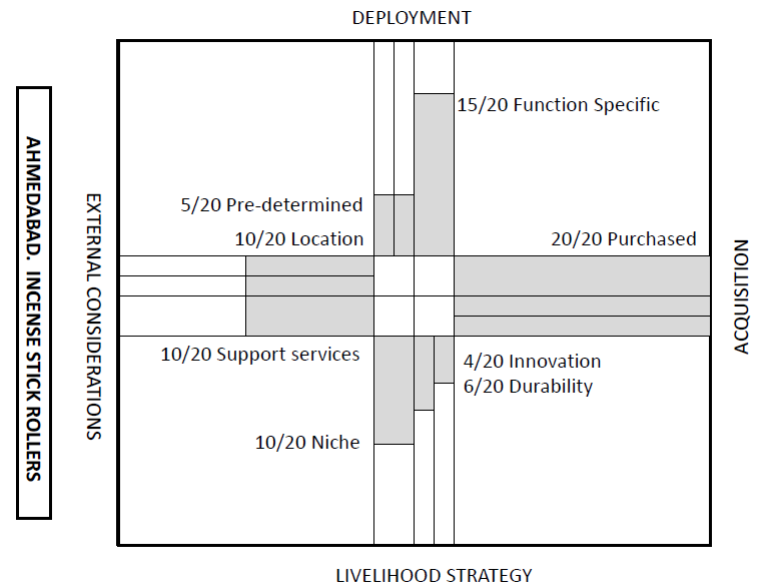 DEPLOYMENT
15/20 Function Specific
5/20 Pre-determined
10/20 Location
20/20 Purchased
AHMEDABAD. INCENSE STICK ROLLERS
EXTERNAL CONSIDERATIONS
ACQUISITION
10/20 Support services
4/20 Innovation
6/20 Durability
10/20 Niche
LIVELIHOOD STRATEGY